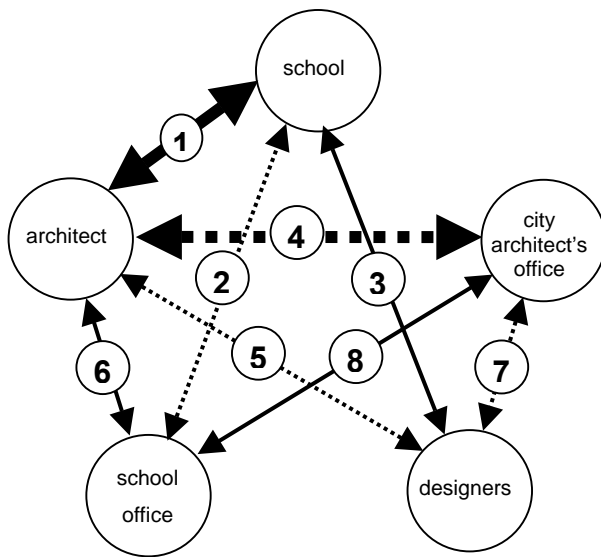 school
1
architect
4
city
architect's
office
2
3
5
8
6
7
school
office
designers